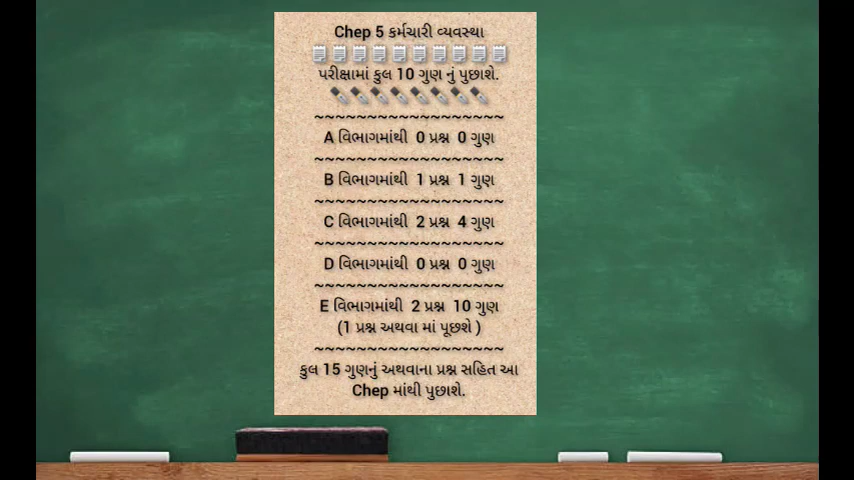 Chep 5 કર્મચારી વ્યવસ્થા
પરીક્ષામાં કુલ 10 ગુણ નું પુછાશે.
~~~~~~~~~~~~~~~~~~
A વિભાગમાંથી 0 પ્રશ્ન 0 ગુણ
~~~~~~~~~~~~~~~~~~
B વિભાગમાંથી 1 પ્રશ્ન 1 ગુણ
~~~~~~~~~~~~~~~~~~
C વિભાગમાંથી 2 પ્રશ્ન 4 ગુણ
~~~~~~~~~~~~~~~~~~
D વિભાગમાંથી 0 પ્રશ્ન 0 ગુણ
~~~~~~~~~~~~~~~~~~
E વિભાગમાંથી 2 પ્રશ્ન 10 ગુણ
(1 પ્રશ્ન અથવા માં પૂછશે )
~~~~~~~~~~~~~~~~~~
કુલ 15 ગુણનું અથવાના પ્રશ્ન સહિત આ
Chep માંથી પુછાશે.